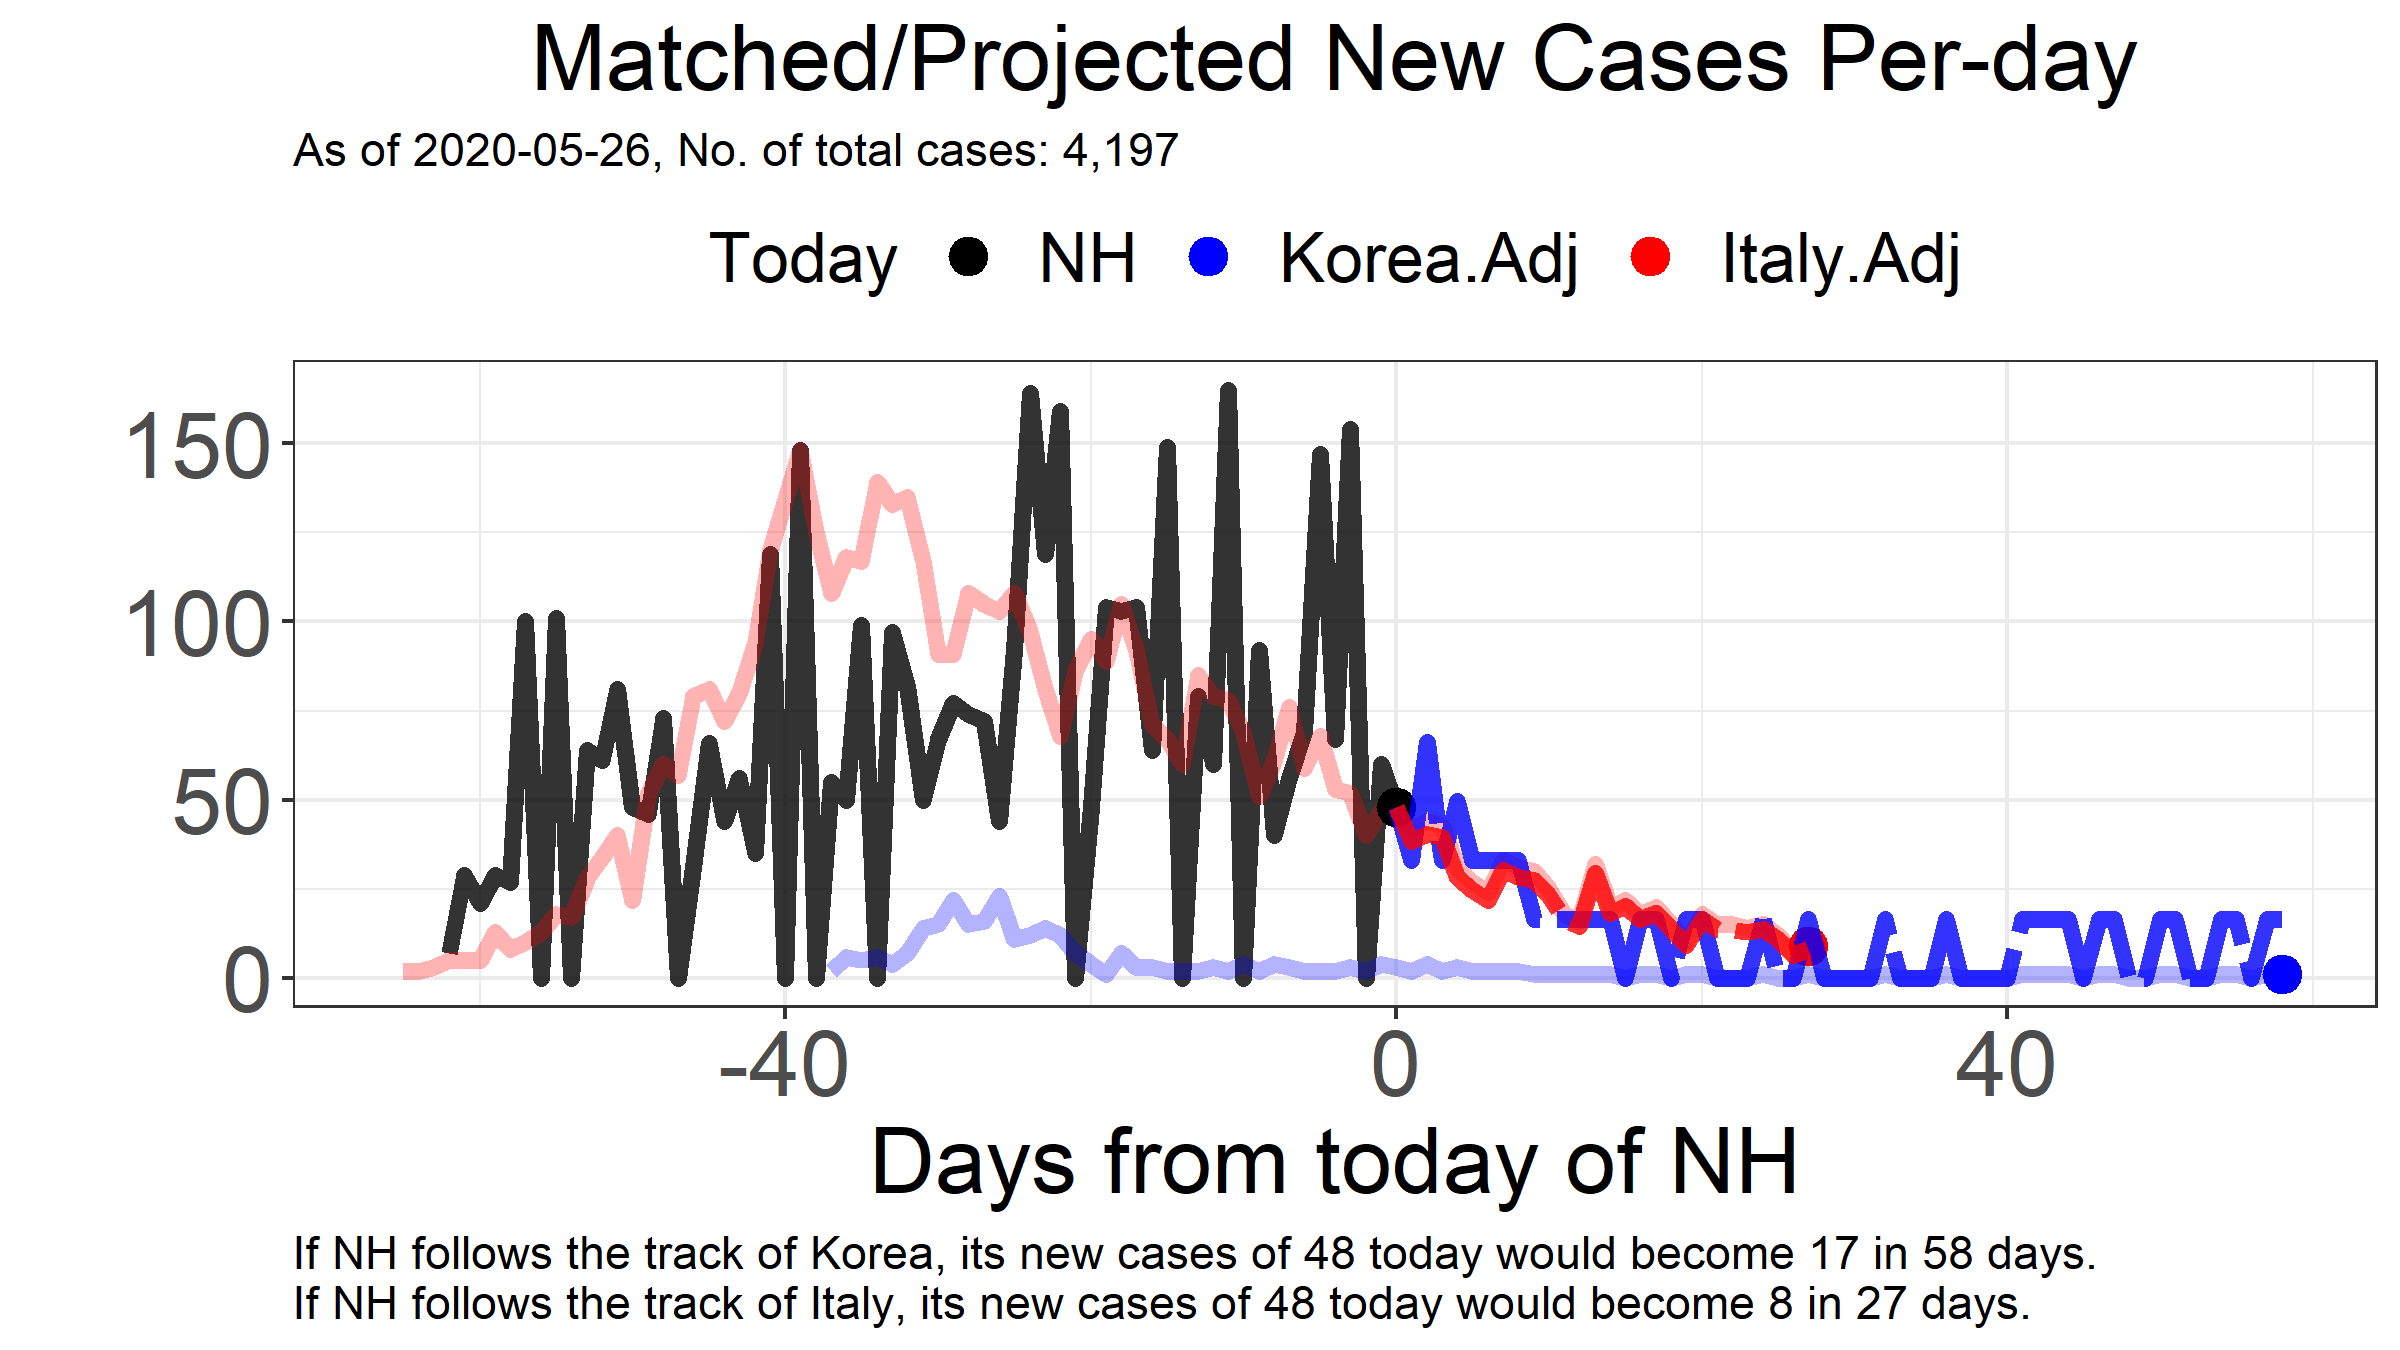 Matched/Projected New Cases Per-day
As of 2020-05-26, No. of total cases: 4,197
Today NH Korea.Adj Italy.Adj
150
100
50
0
-40 0 40
Days from today of NH
If NH follows the track of Korea, its new cases of 48 today would become 17 in 58 days.
If NH follows the track of Italy, its new cases of 48 today would become 8 in 27 days.